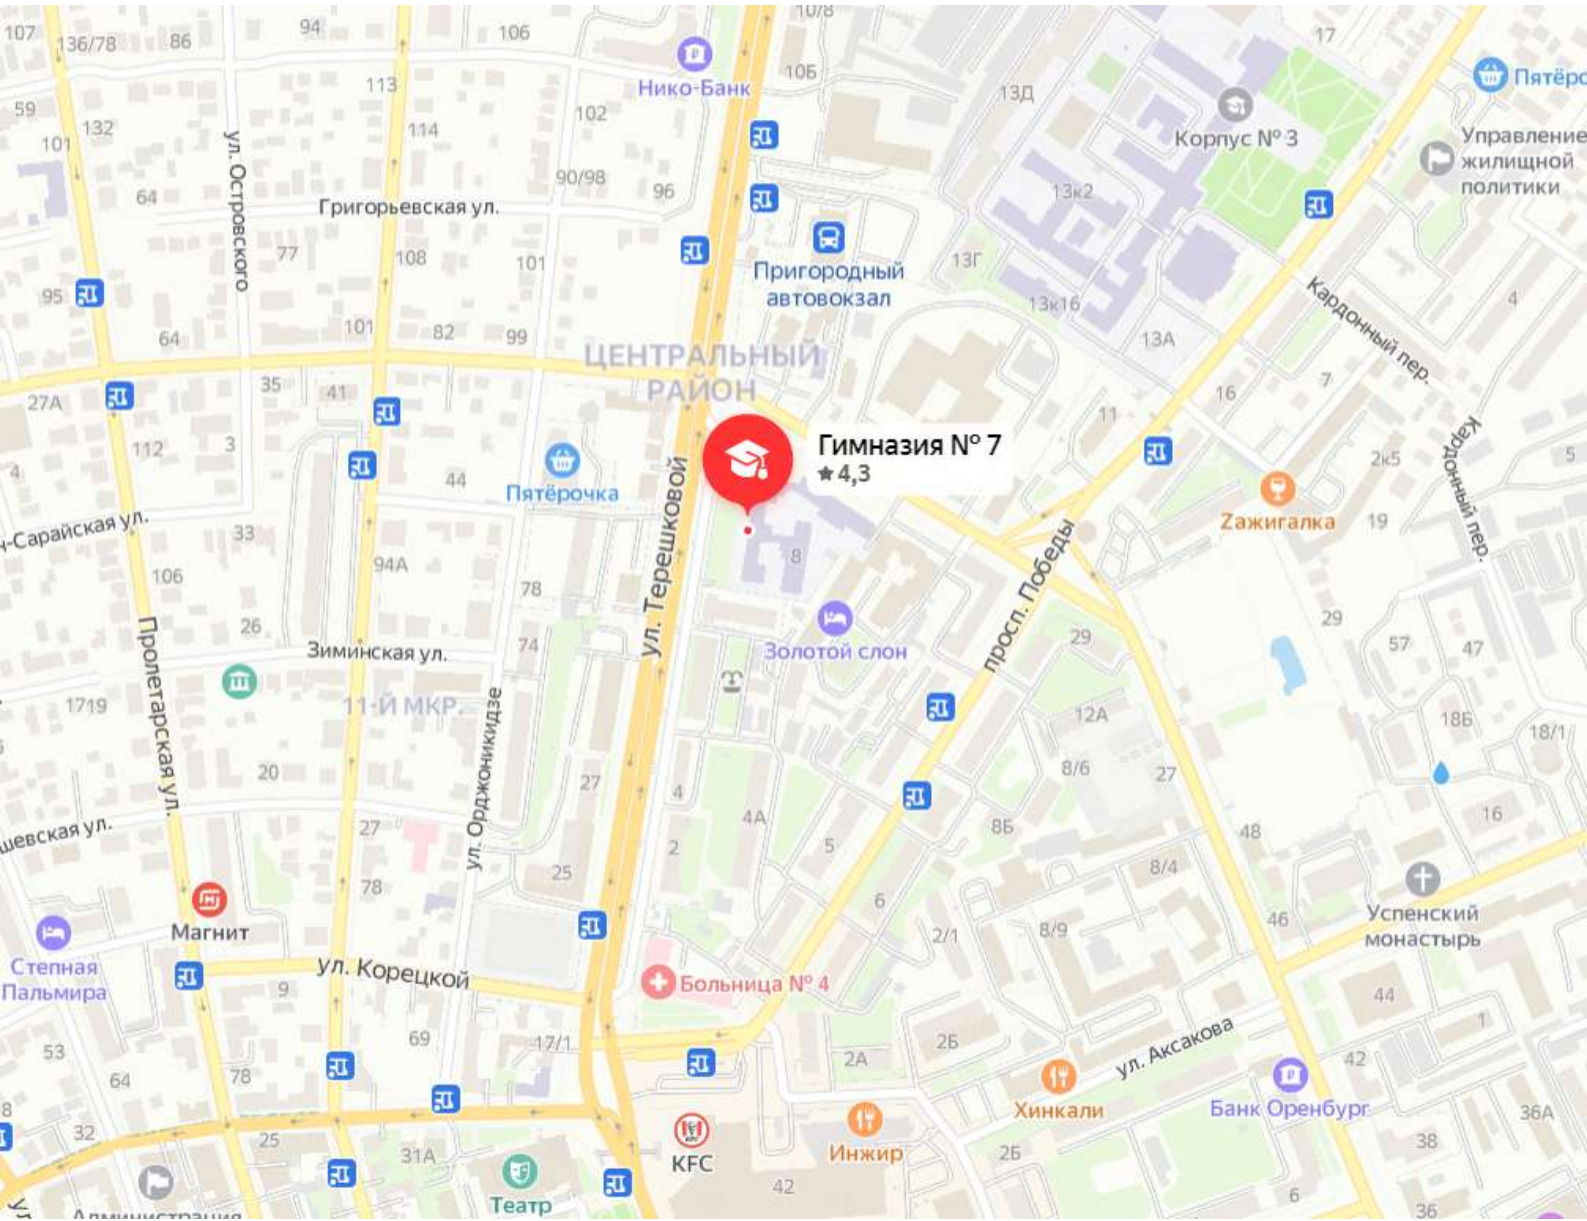 107
136/78
86
94
106
10/8
17
Нико-Банк
10Б
113
13Д
Пятёро
59
132
101
114
102
Корпус № 3
Управление
жилищной
политики
ул. Островского
64
90/98
96
13к2
Григорьевская ул.
77
108
101
Пригородный
автовокзал
13Г
13к16
Кардонный пер.
4
95
64
101
82
99
13А
ЦЕНТРАЛЬНЫЙ
РАЙОН
27А
35
41
16
7
11
Гимназия № 7
4,3
112
3
4
44
Пятёрочка
ул. Терешковой
2к5
5
Кардонный пер.
Zажигалка
19
ч-Сарайская ул.
33
94А
8
просп. Победы
106
78
26
Зиминская ул.
74
Золотой слон
29
29
57
47
Пролетарская ул.
1719
11-Й МКР.
ул. Орджоникидзе
12А
18Б
18/1
20
27
4
8/6
27
шевская ул.
27
4А
8Б
48
16
2
5
25
78
8/4
6
Магнит
2/1
8/9
46
Успенский
монастырь
Степная
Пальмира
ул. Корецкой
9
Больница № 4
44
1
53
69
17/1
2А
2Б
ул. Аксакова
42
64
78
Хинкали
Банк Оренбург
36А
8
32
25
31А
KFC
Инжир
2Б
38
Театр
42
6
36
Администрация
ул